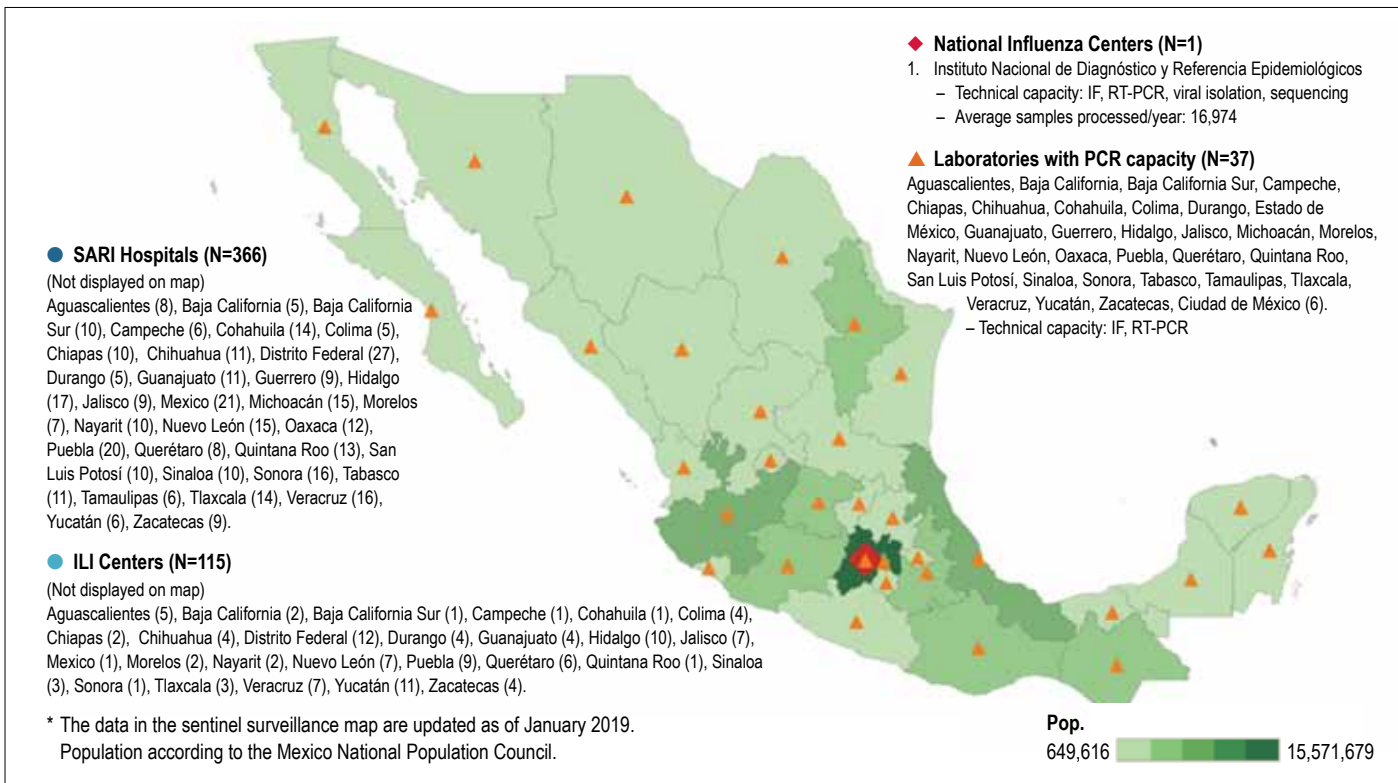 National Influenza Centers (N=1)
1. Instituto Nacional de Diagnóstico y Referencia Epidemiológicos
– Technical capacity: IF, RT-PCR, viral isolation, sequencing
– Average samples processed/year: 16,974
Laboratories with PCR capacity (N=37)
Aguascalientes, Baja California, Baja California Sur, Campeche,
Chiapas, Chihuahua, Cohahuila, Colima, Durango, Estado de
México, Guanajuato, Guerrero, Hidalgo, Jalisco, Michoacán, Morelos,
Nayarit, Nuevo León, Oaxaca, Puebla, Querétaro, Quintana Roo,
San Luis Potosí, Sinaloa, Sonora, Tabasco, Tamaulipas, Tlaxcala,
Veracruz, Yucatán, Zacatecas, Ciudad de México (6).
– Technical capacity: IF, RT-PCR
SARI Hospitals (N=366)
(Not displayed on map)
Aguascalientes (8), Baja California (5), Baja California
Sur (10), Campeche (6), Cohahuila (14), Colima (5),
Chiapas (10), Chihuahua (11), Distrito Federal (27),
Durango (5), Guanajuato (11), Guerrero (9), Hidalgo
(17), Jalisco (9), Mexico (21), Michoacán (15), Morelos
(7), Nayarit (10), Nuevo León (15), Oaxaca (12),
Puebla (20), Querétaro (8), Quintana Roo (13), San
Luis Potosí (10), Sinaloa (10), Sonora (16), Tabasco
(11), Tamaulipas (6), Tlaxcala (14), Veracruz (16),
Yucatán (6), Zacatecas (9).
ILI Centers (N=115)
(Not displayed on map)
Aguascalientes (5), Baja California (2), Baja California Sur (1), Campeche (1), Cohahuila (1), Colima (4),
Chiapas (2), Chihuahua (4), Distrito Federal (12), Durango (4), Guanajuato (4), Hidalgo (10), Jalisco (7),
Mexico (1), Morelos (2), Nayarit (2), Nuevo León (7), Puebla (9), Querétaro (6), Quintana Roo (1), Sinaloa
(3), Sonora (1), Tlaxcala (3), Veracruz (7), Yucatán (11), Zacatecas (4).
* The data in the sentinel surveillance map are updated as of January 2019.
Population according to the Mexico National Population Council.
Pop.
649,616 15,571,679